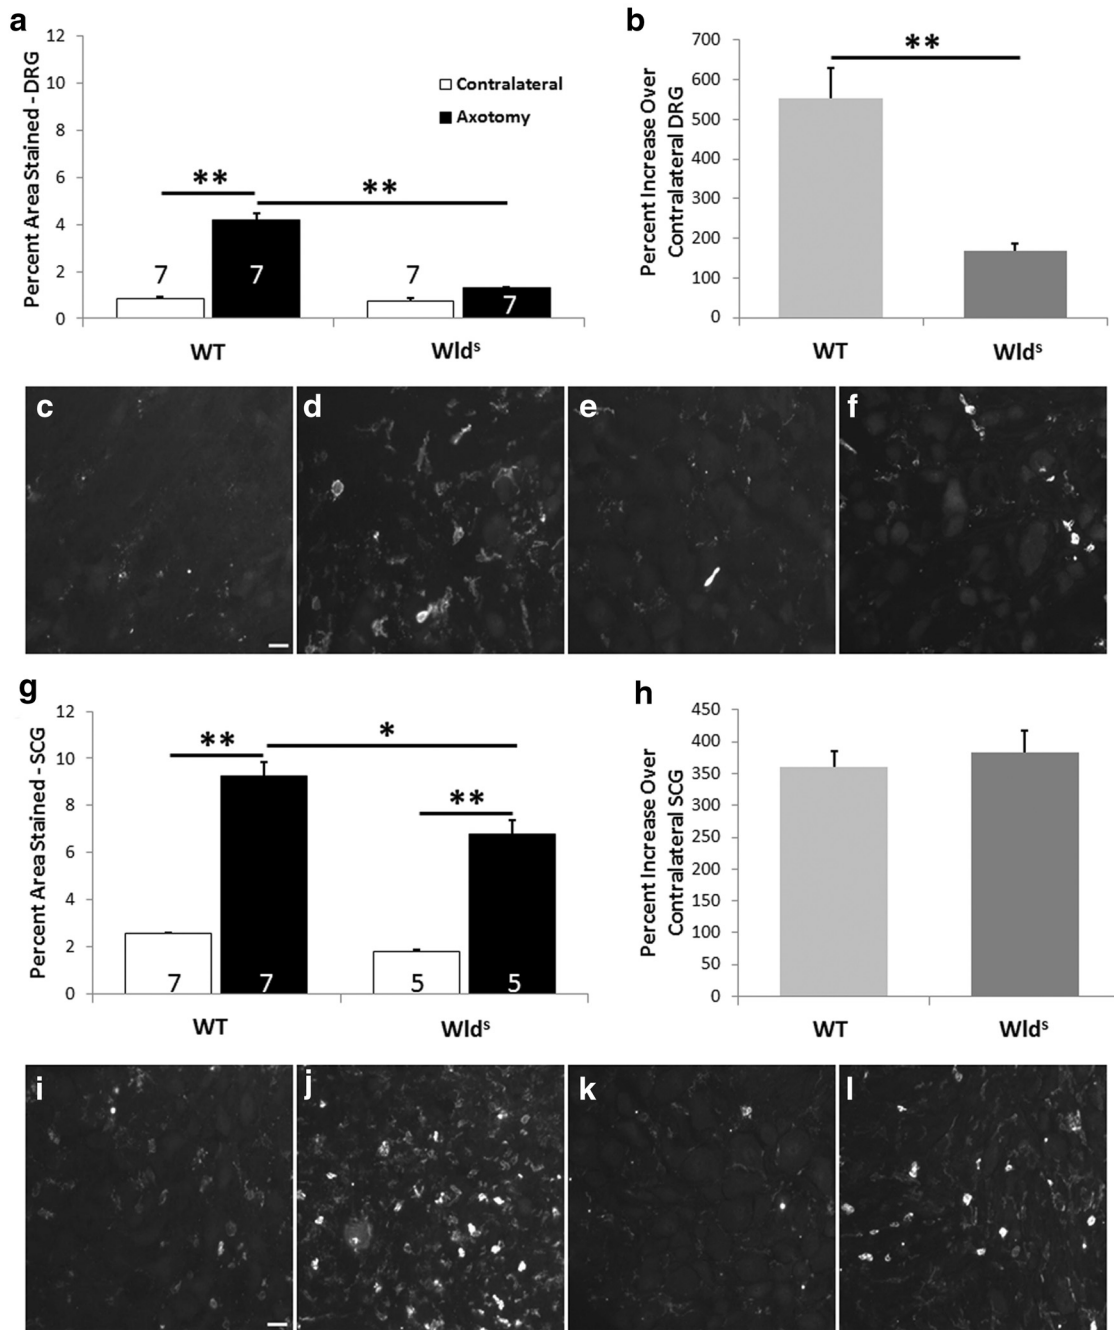 a
Percent Area Stained - DRG
12
10
8
6
4
2
0
Contralateral
Axotomy
**
**
7
7
7
7
WT
Wldˢ
b
Percent Increase Over
Contralateral DRG
700
600
500
400
300
200
100
0
**
WT
Wldˢ
c
d
e
f
g
Percent Area Stained - SCG
12
10
8
6
4
2
0
**
*
**
7
7
5
5
WT
Wldˢ
h
Percent Increase Over
Contralateral SCG
450
400
350
300
250
200
150
100
50
0
WT
Wldˢ
i
j
k
l